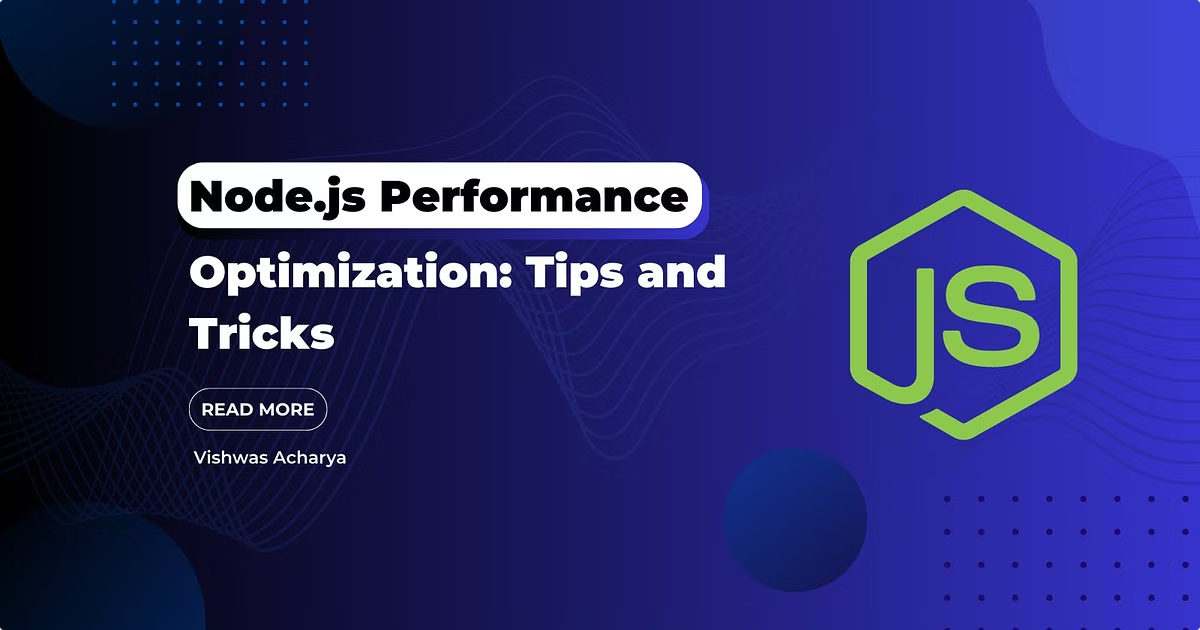 Node.js Performance
Optimization: Tips and
Tricks
READ MORE
Vishwas Acharya
JS